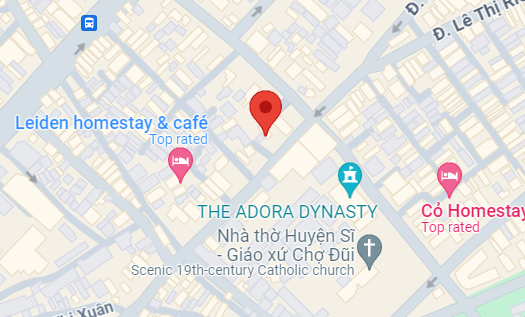 Đ. Lê Thị Ri
Đ.
Leiden homestay & café
Top rated
THE ADORA DYNASTY
Cỏ Homestay
Top rated
Nhà thờ Huyện Sĩ
- Giáo xứ Chợ Đũi
Scenic 19th-century Catholic church
Xuân